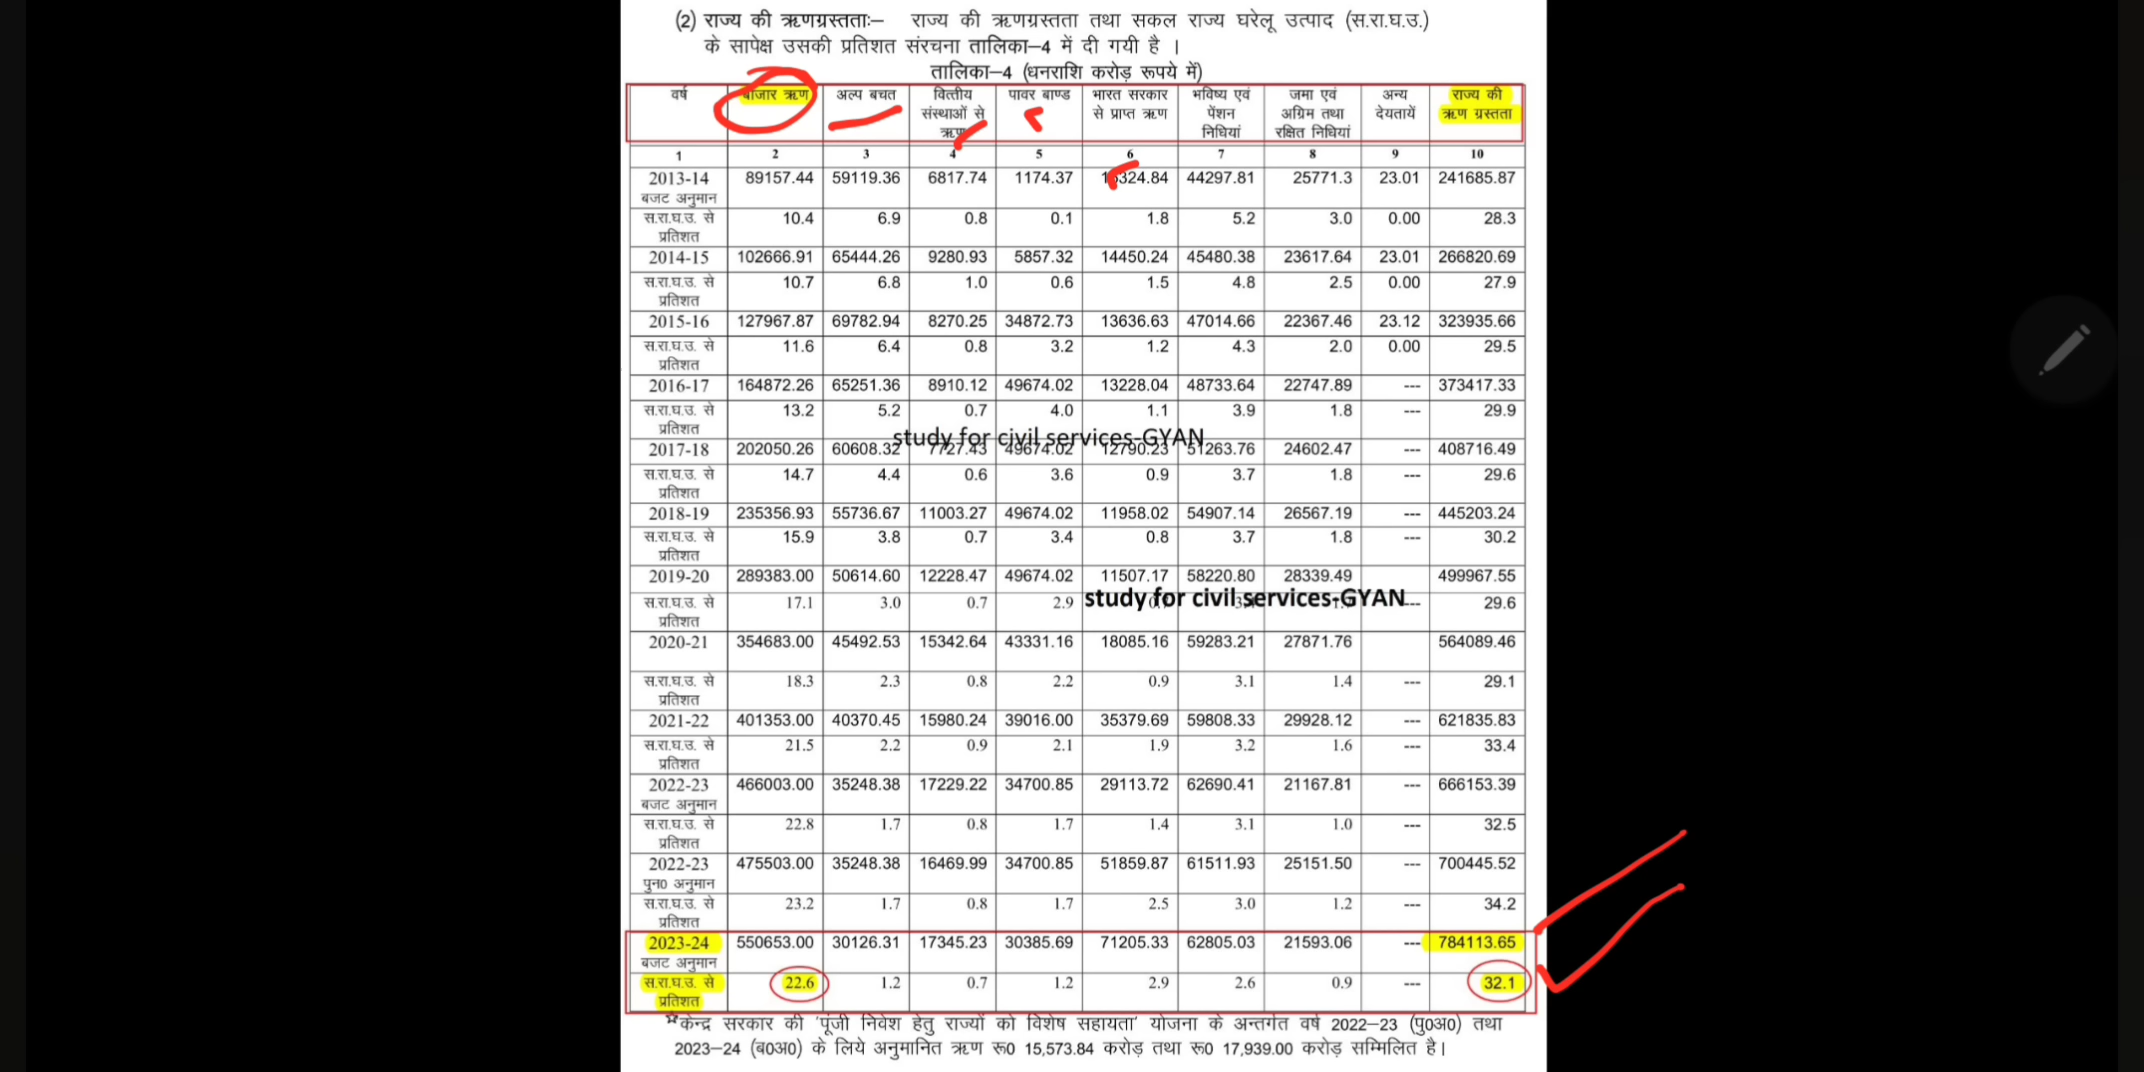 (2) राज्य की ऋणग्रस्तताः– राज्य की ऋणग्रस्तता तथा सकल राज्य घरेलू उत्पाद (स.रा.घ.उ.)
के सापेक्ष उसकी प्रतिशत संरचना तालिका–4 में दी गयी है ।
तालिका–4 (धनराशि करोड़ रूपये में)
वर्ष बाजार ऋण अल्प बचत वित्तीय संस्थाओं से ऋण पावर बाण्ड भारत सरकार से प्राप्त ऋण भविष्य एवं पेंशन निधियां जमा एवं अग्रिम तथा रक्षित निधियां अन्य देयतायें राज्य की ऋण ग्रस्तता
1 2 3 4 5 6 7 8 9 10
2013-14 89157.44 59119.36 6817.74 1174.37 44297.81 25771.3 23.01 241685.87
बजट अनुमान
स.रा.घ.उ. से 10.4 6.9 0.8 0.1 1.8 5.2 3.0 0.00 28.3
प्रतिशत
2014-15 102666.91 65444.26 9280.93 5857.32 14450.24 45480.38 23617.64 23.01 266820.69
स.रा.घ.उ. से 10.7 6.8 1.0 0.6 1.5 4.8 2.5 0.00 27.9
प्रतिशत
2015-16 127967.87 69782.94 8270.25 34872.73 13636.63 47014.66 22367.46 23.12 323935.66
स.रा.घ.उ. से 11.6 6.4 0.8 3.2 1.2 4.3 2.0 0.00 29.5
प्रतिशत
2016-17 164872.26 65251.36 8910.12 49674.02 13228.04 48733.64 22747.89 --- 373417.33
स.रा.घ.उ. से 13.2 5.2 0.7 4.0 1.1 3.9 1.8 --- 29.9
प्रतिशत
study for civil services-GYAN
2017-18 202050.26 60608.32 7727.43 49674.02 12790.23 51263.76 24602.47 --- 408716.49
स.रा.घ.उ. से 14.7 4.4 0.6 3.6 0.9 3.7 1.8 --- 29.6
प्रतिशत
2018-19 235356.93 55736.67 11003.27 49674.02 11958.02 54907.14 26567.19 --- 445203.24
स.रा.घ.उ. से 15.9 3.8 0.7 3.4 0.8 3.7 1.8 --- 30.2
प्रतिशत
2019-20 289383.00 50614.60 12228.47 49674.02 11507.17 58220.80 28339.49 499967.55
स.रा.घ.उ. से 17.1 3.0 0.7 2.9 study for civil services-GYAN --- 29.6
प्रतिशत
2020-21 354683.00 45492.53 15342.64 43331.16 18085.16 59283.21 27871.76 564089.46
स.रा.घ.उ. से 18.3 2.3 0.8 2.2 0.9 3.1 1.4 --- 29.1
प्रतिशत
2021-22 401353.00 40370.45 15980.24 39016.00 35379.69 59808.33 29928.12 --- 621835.83
स.रा.घ.उ. से 21.5 2.2 0.9 2.1 1.9 3.2 1.6 --- 33.4
प्रतिशत
2022-23 466003.00 35248.38 17229.22 34700.85 29113.72 62690.41 21167.81 --- 666153.39
बजट अनुमान
स.रा.घ.उ. से 22.8 1.7 0.8 1.7 1.4 3.1 1.0 --- 32.5
प्रतिशत
2022-23 475503.00 35248.38 16469.99 34700.85 51859.87 61511.93 25151.50 --- 700445.52
पुन0 अनुमान
स.रा.घ.उ. से 23.2 1.7 0.8 1.7 2.5 3.0 1.2 --- 34.2
प्रतिशत
2023-24 550653.00 30126.31 17345.23 30385.69 71205.33 62805.03 21593.06 --- 784113.65
बजट अनुमान
स.रा.घ.उ. से 22.6 1.2 0.7 1.2 2.9 2.6 0.9 --- 32.1
प्रतिशत
*केन्द्र सरकार की 'पूंजी निवेश हेतु राज्यों को विशेष सहायता' योजना के अन्तर्गत वर्ष 2022–23 (पु0अ0) तथा
2023–24 (ब0अ0) के लिये अनुमानित ऋण रू0 15,573.84 करोड़ तथा रू0 17,939.00 करोड़ सम्मिलित है।